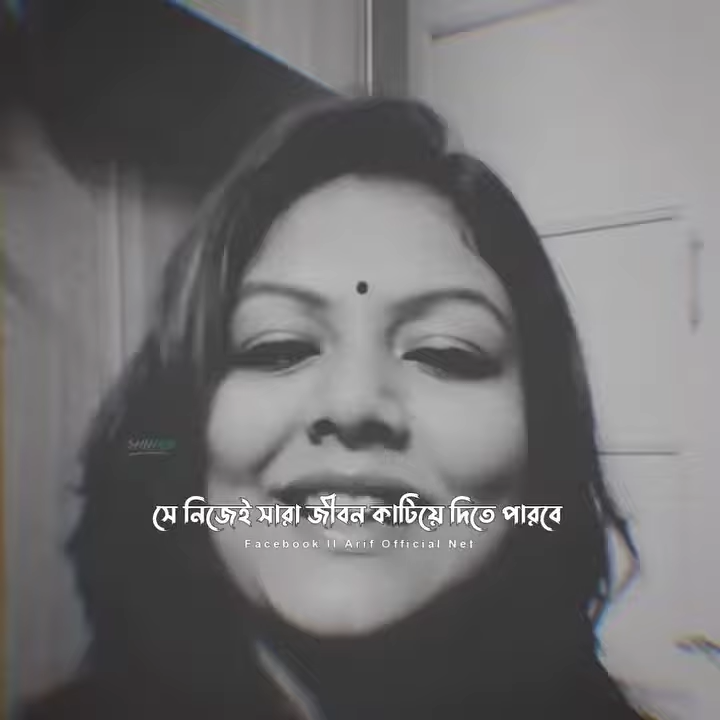 সে নিজেই সারা জীবন কাটিয়ে দিতে পারবে
Facebook II Arif Official Net